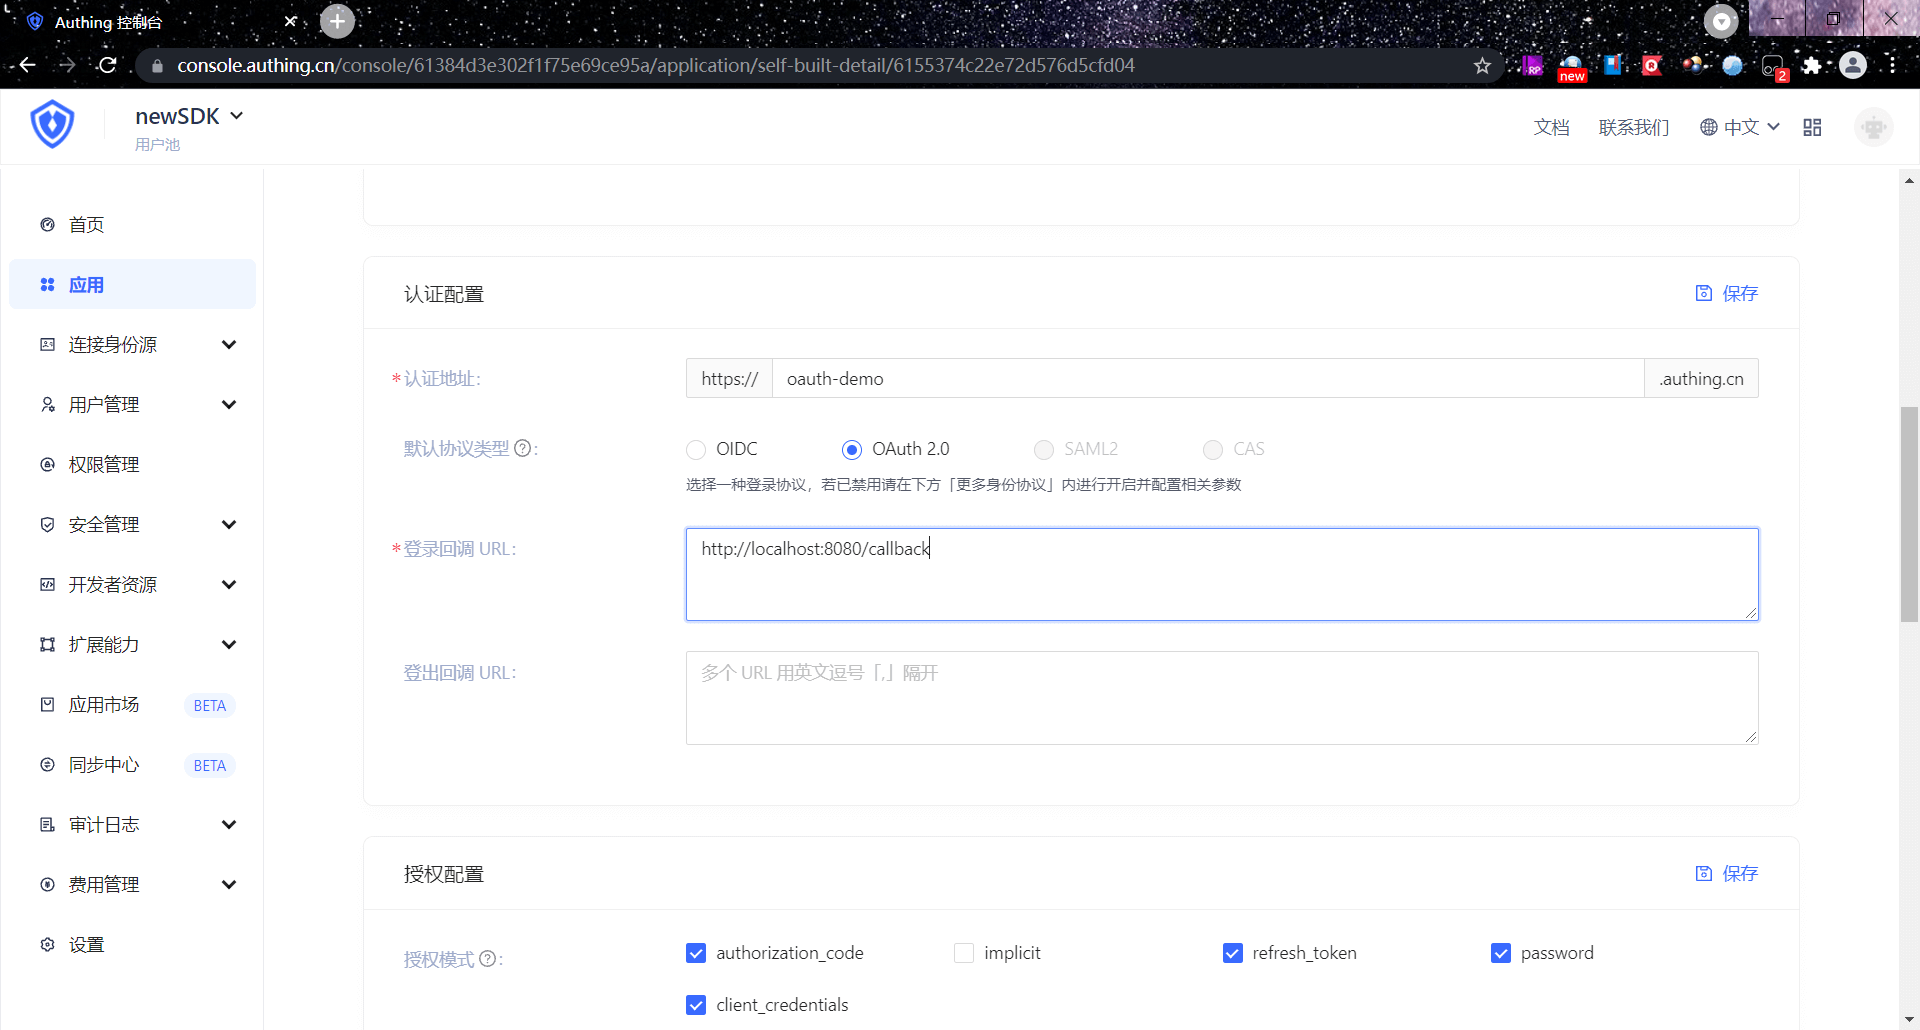 Authing 控制台
console.authing.cn/console/61384d3e302f1f75e69ce95a/application/self-built-detail/6155374c22e72d576d5cfd04
RP
new
R
2
newSDK
用户池
文档
联系我们
中文
首页
应用
连接身份源
用户管理
权限管理
安全管理
开发者资源
扩展能力
应用市场 BETA
同步中心 BETA
审计日志
费用管理
设置
认证配置
保存
*认证地址:
https:// oauth-demo .authing.cn
默认协议类型 ?:
OIDC OAuth 2.0 SAML2 CAS
选择一种登录协议，若已禁用请在下方「更多身份协议」内进行开启并配置相关参数
*登录回调 URL:
http://localhost:8080/callback
登出回调 URL:
多个 URL 用英文逗号「,」隔开
授权配置
保存
授权模式 ?:
authorization_code implicit refresh_token password
client_credentials